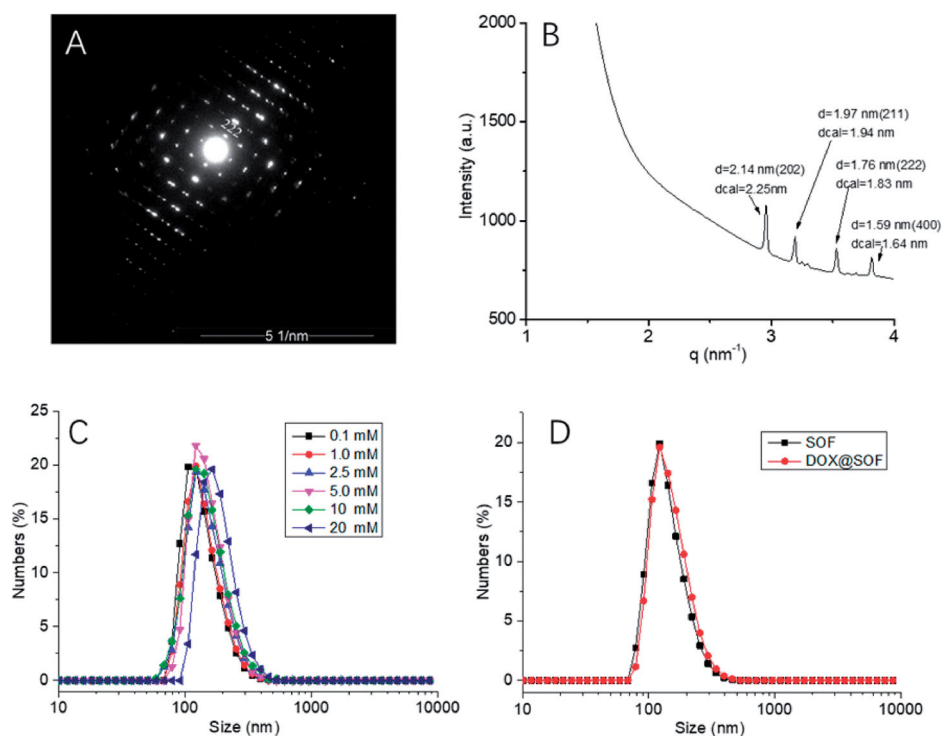 A
222
5 1/nm
B
2000
1500
1000
500
Intensity (a.u.)
1
2
3
4
q (nm⁻¹)
d=2.14 nm(202)
dcal=2.25nm
d=1.97 nm(211)
dcal=1.94 nm
d=1.76 nm(222)
dcal=1.83 nm
d=1.59 nm(400)
dcal=1.64 nm
C
25
20
15
10
5
0
Numbers (%)
10
100
1000
10000
Size (nm)
0.1 mM
1.0 mM
2.5 mM
5.0 mM
10 mM
20 mM
D
20
15
10
5
0
Numbers (%)
10
100
1000
10000
Size (nm)
SOF
DOX@SOF